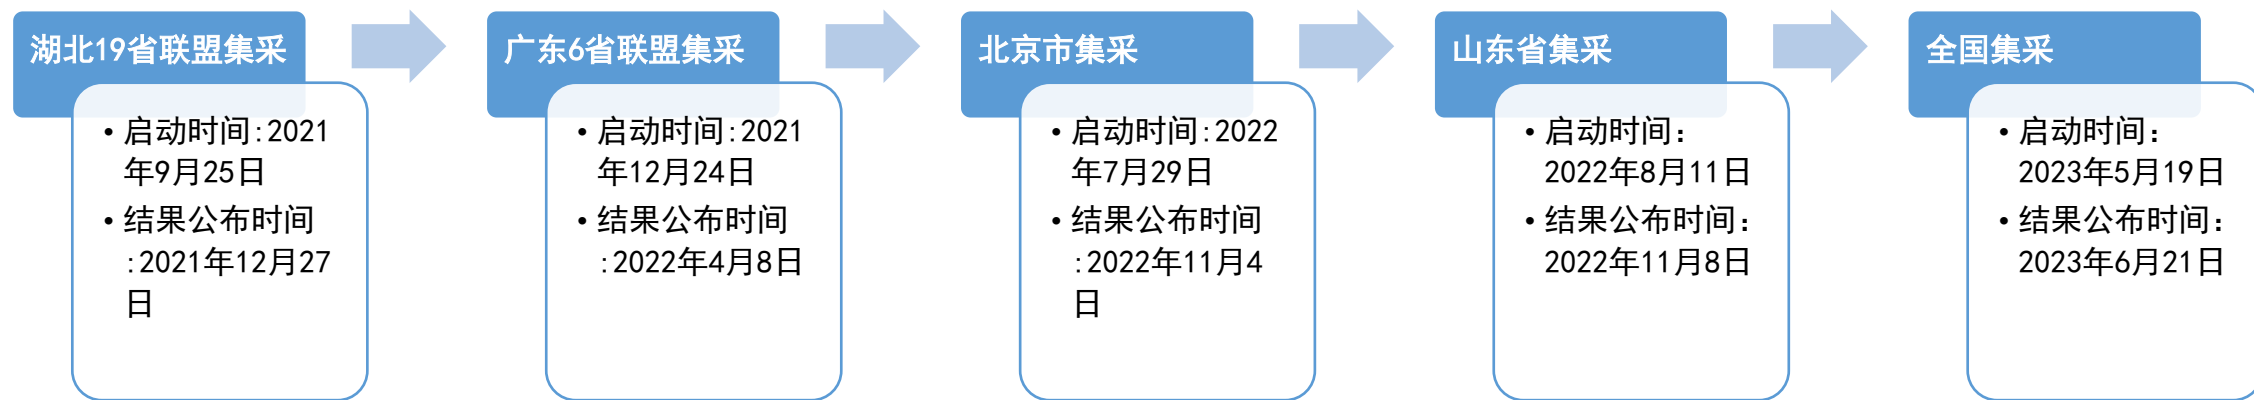 湖北19省联盟集采
• 启动时间:2021
年9月25日
• 结果公布时间
:2021年12月27
日
广东6省联盟集采
• 启动时间:2021
年12月24日
• 结果公布时间
:2022年4月8日
北京市集采
• 启动时间:2022
年7月29日
• 结果公布时间
:2022年11月4
日
山东省集采
• 启动时间：
2022年8月11日
• 结果公布时间：
2022年11月8日
全国集采
• 启动时间：
2023年5月19日
• 结果公布时间：
2023年6月21日